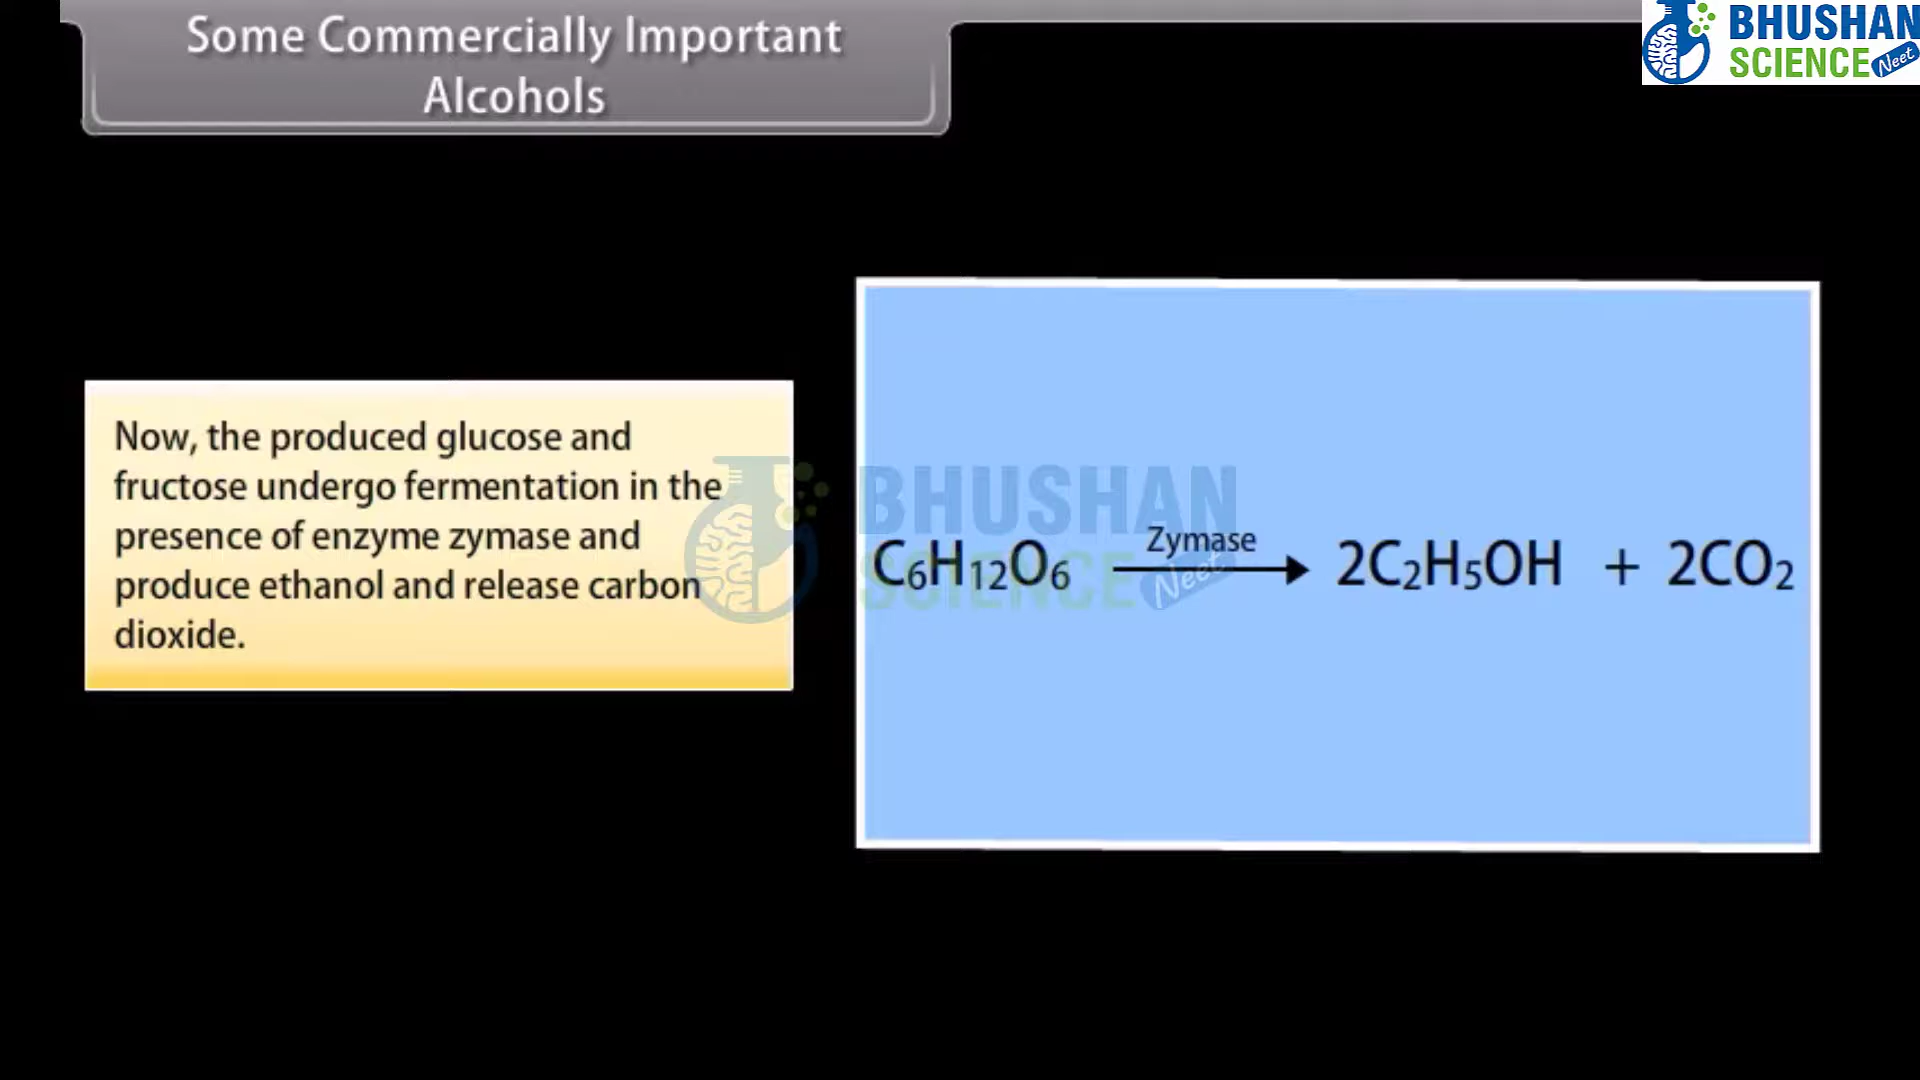 Some Commercially Important
Alcohols
BHUSHAN
SCIENCE Neet
Now, the produced glucose and
fructose undergo fermentation in the
presence of enzyme zymase and
produce ethanol and release carbon
dioxide.
BHUSHAN
SCIENCE Neet
Zymase
C₆H₁₂O₆ ⟶ 2C₂H₅OH + 2CO₂